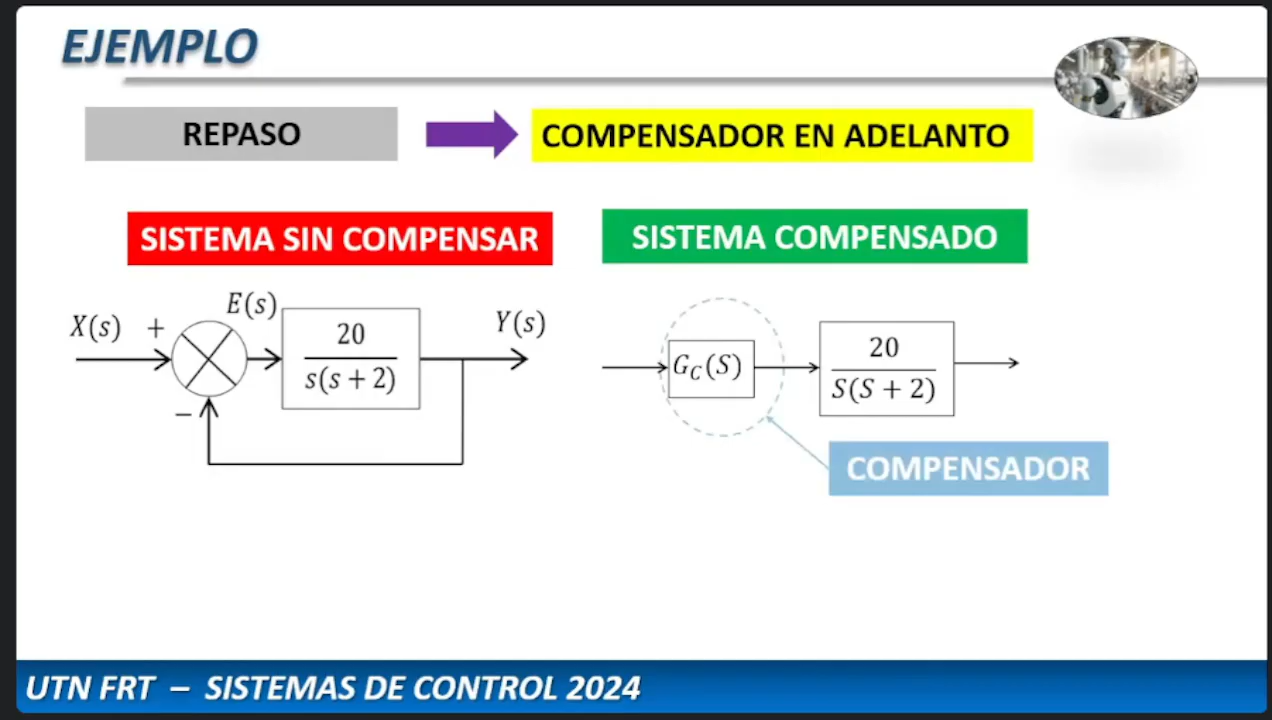 EJEMPLO
REPASO
COMPENSADOR EN ADELANTO
SISTEMA SIN COMPENSAR
SISTEMA COMPENSADO
X(s)
+
E(s)
20
s(s + 2)
Y(s)
−
G_C(S)
20
S(S + 2)
COMPENSADOR
UTN FRT – SISTEMAS DE CONTROL 2024